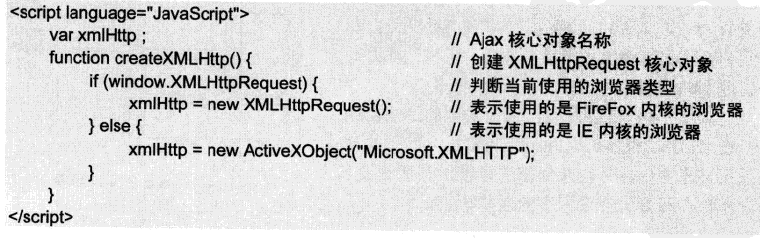 <script language="JavaScript">
var xmlHttp ; // Ajax 核心对象名称
function createXMLHttp() { // 创建 XMLHttpRequest 核心对象
if (window.XMLHttpRequest) { // 判断当前使用的浏览器类型
xmlHttp = new XMLHttpRequest(); // 表示使用的是 FireFox 内核的浏览器
} else { // 表示使用的是 IE 内核的浏览器
xmlHttp = new ActiveXObject("Microsoft.XMLHTTP");
}
}
</script>